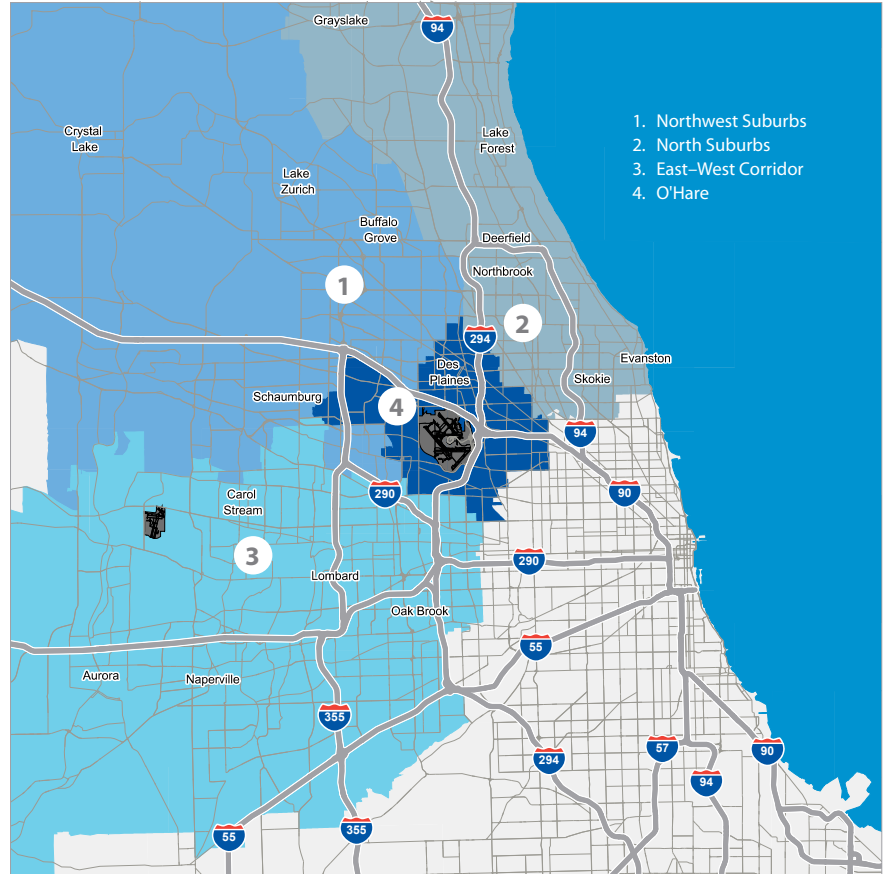 Grayslake
94
Crystal
Lake
Lake
Forest
1. Northwest Suburbs
2. North Suburbs
3. East–West Corridor
4. O'Hare
Lake
Zurich
Buffalo
Grove
Deerfield
Northbrook
1
2
294
Evanston
Des
Plaines
Skokie
Schaumburg
4
94
290
90
Carol
Stream
3
290
Lombard
Oak Brook
55
Aurora
Naperville
355
294
57
90
94
55
355